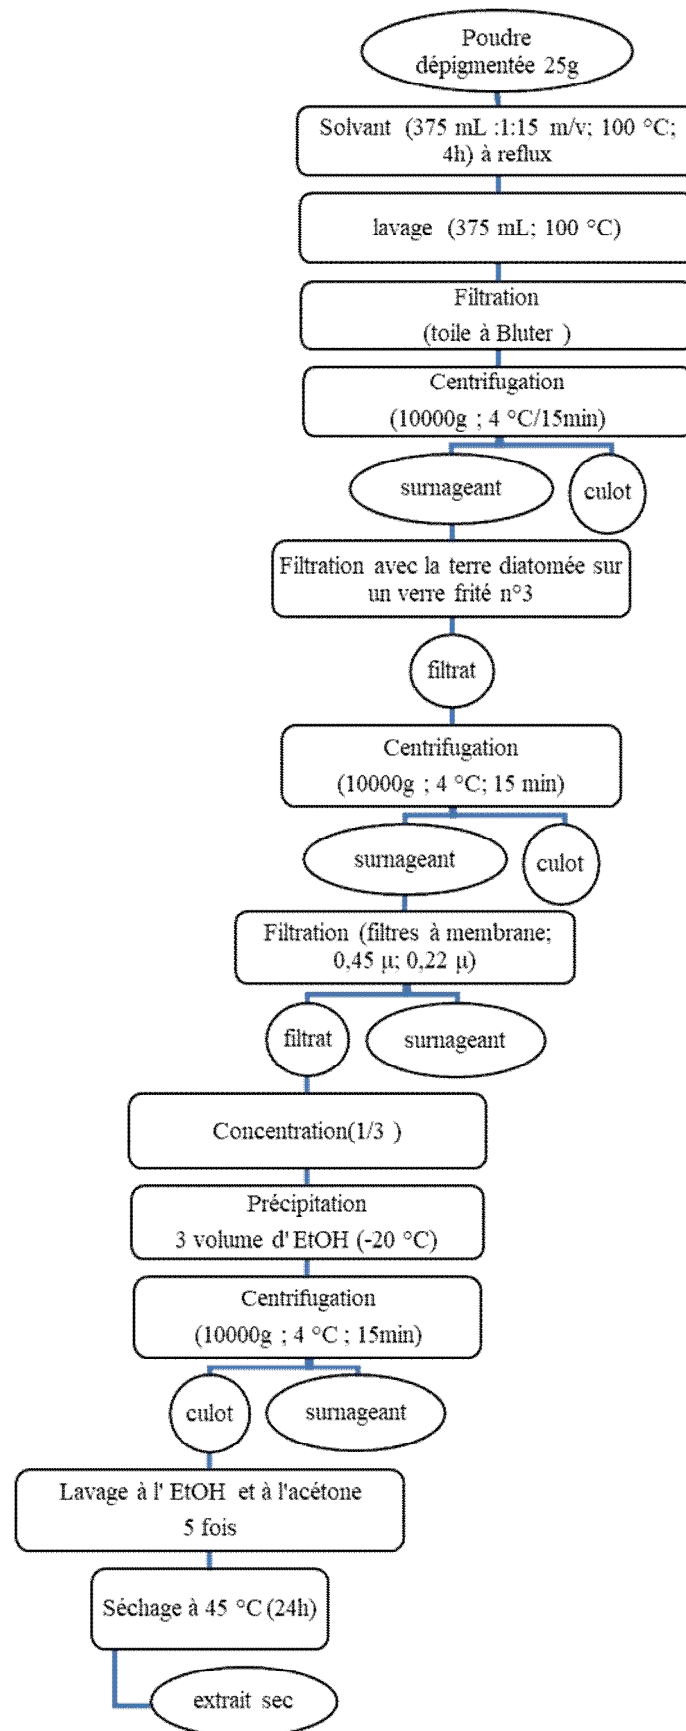 Poudre
dépigmentée 25g
Solvant (375 mL :1:15 m/v; 100 °C;
4h) à reflux
lavage (375 mL; 100 °C)
Filtration
(toile à Bluter )
Centrifugation
(10000g ; 4 °C/15min)
surnageant
culot
Filtration avec la terre diatomée sur
un verre frité n°3
filtrat
Centrifugation
(10000g ; 4 °C; 15 min)
surnageant
culot
Filtration (filtres à membrane;
0,45 µ; 0,22 µ)
filtrat
surnageant
Concentration(1/3 )
Précipitation
3 volume d'EtOH (-20 °C)
Centrifugation
(10000g ; 4 °C ; 15min)
culot
surnageant
Lavage à l' EtOH et à l'acétone
5 fois
Séchage à 45 °C (24h)
extrait sec